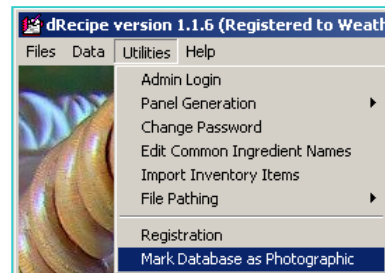 dRecipe version 1.1.6 (Registered to Weath
Files Data Utilities Help
Admin Login
Panel Generation
Change Password
Edit Common Ingredient Names
Import Inventory Items
File Pathing
Registration
Mark Database as Photographic